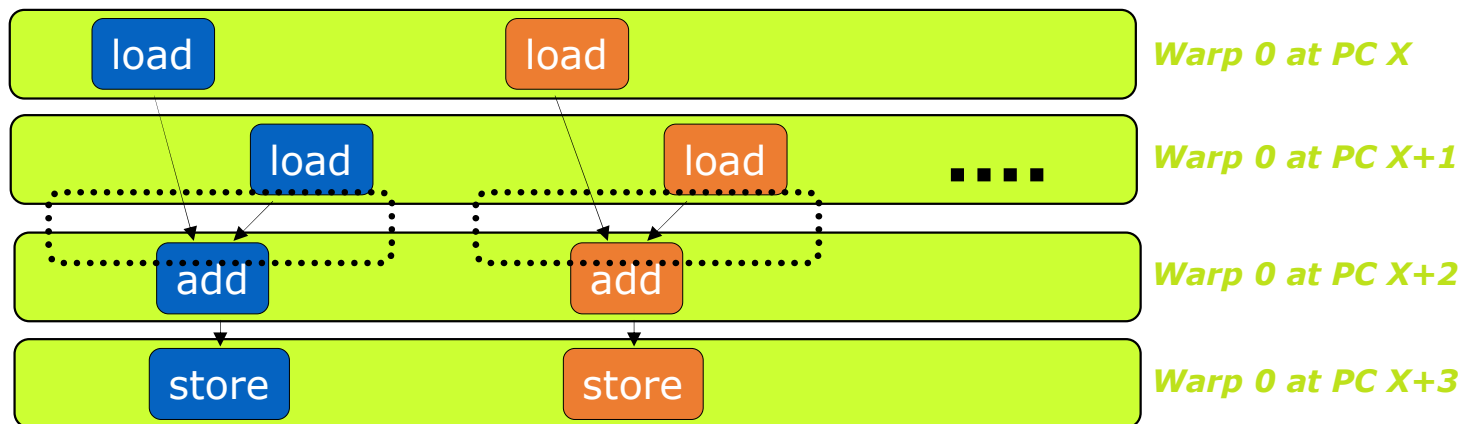 load load Warp 0 at PC X
load load .... Warp 0 at PC X+1
add add Warp 0 at PC X+2
store store Warp 0 at PC X+3